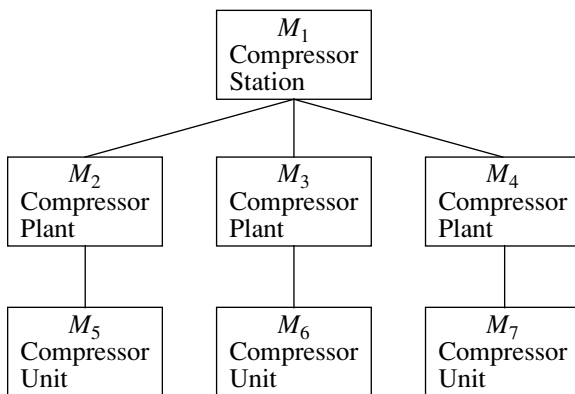 M1
Compressor
Station
M2
Compressor
Plant
M3
Compressor
Plant
M4
Compressor
Plant
M5
Compressor
Unit
M6
Compressor
Unit
M7
Compressor
Unit